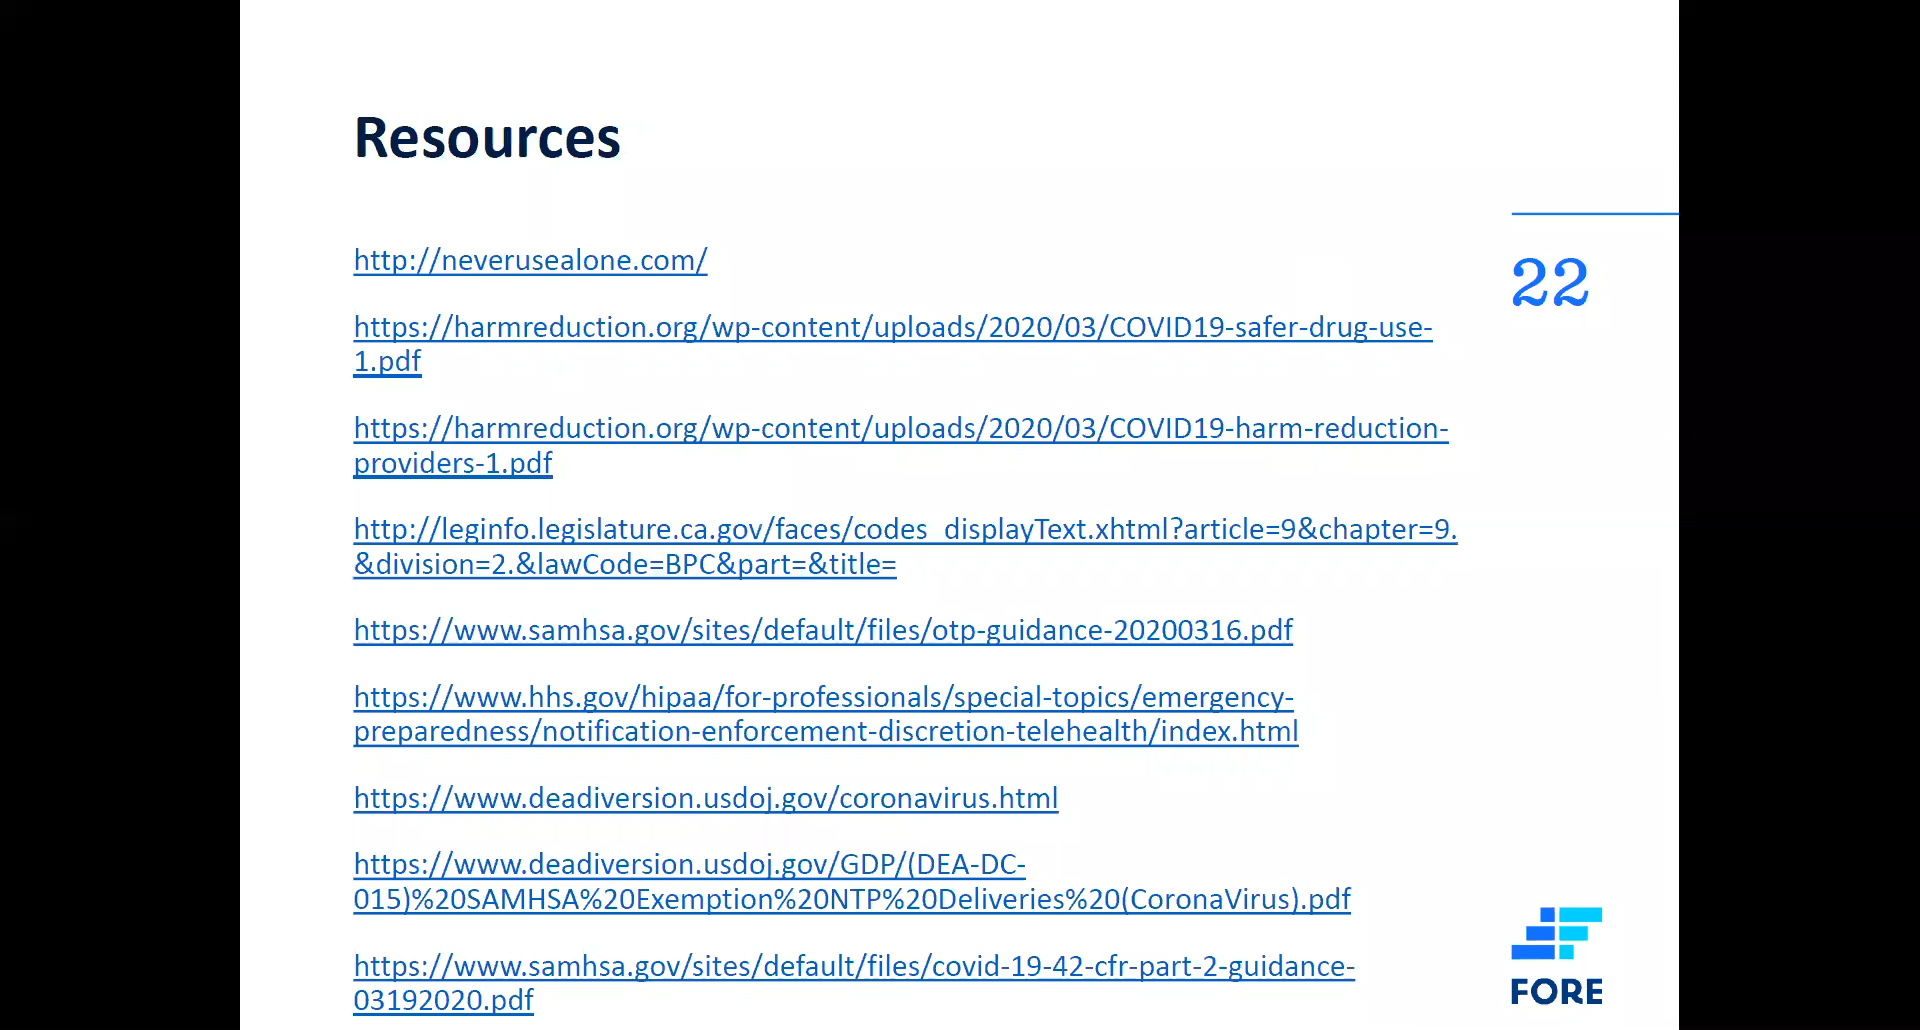 Resources
22
http://neverusealone.com/
https://harmreduction.org/wp-content/uploads/2020/03/COVID19-safer-drug-use-
1.pdf
https://harmreduction.org/wp-content/uploads/2020/03/COVID19-harm-reduction-
providers-1.pdf
http://leginfo.legislature.ca.gov/faces/codes_displayText.xhtml?article=9&chapter=9.
&division=2.&lawCode=BPC&part=&title=
https://www.samhsa.gov/sites/default/files/otp-guidance-20200316.pdf
https://www.hhs.gov/hipaa/for-professionals/special-topics/emergency-
preparedness/notification-enforcement-discretion-telehealth/index.html
https://www.deadiversion.usdoj.gov/coronavirus.html
https://www.deadiversion.usdoj.gov/GDP/(DEA-DC-
015)%20SAMHSA%20Exemption%20NTP%20Deliveries%20(CoronaVirus).pdf
https://www.samhsa.gov/sites/default/files/covid-19-42-cfr-part-2-guidance-
03192020.pdf
FORE